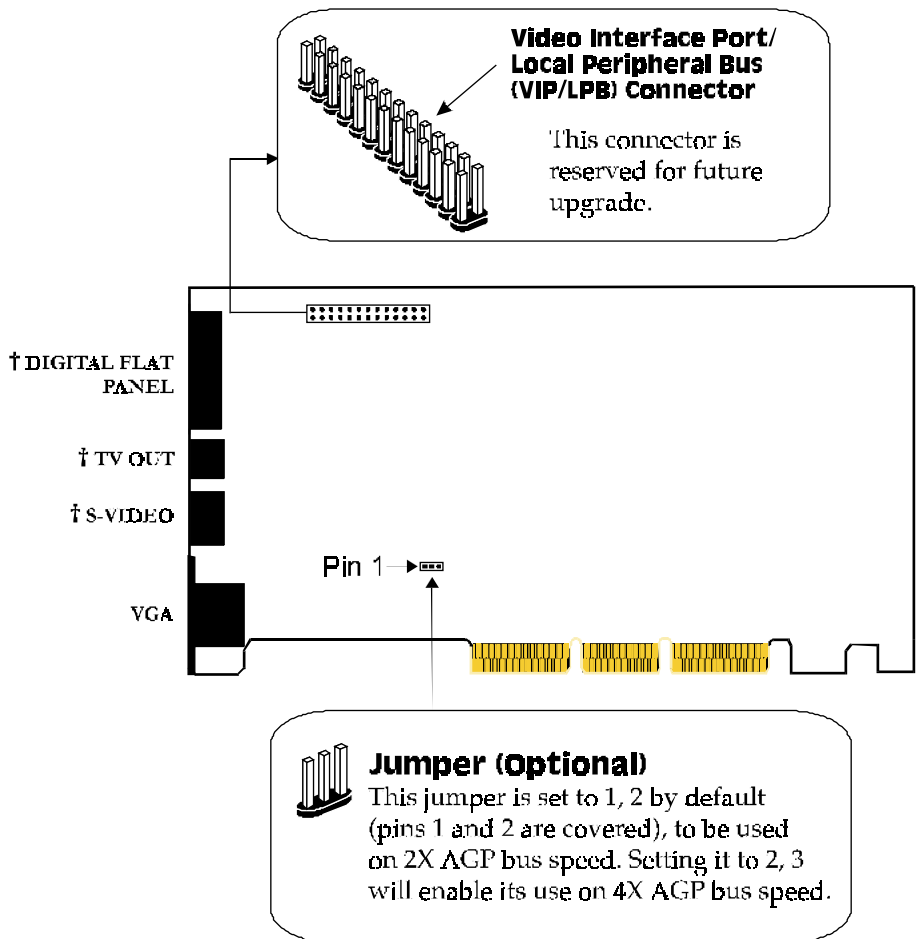 Video Interface Port/
Local Peripheral Bus
(VIP/LPB) Connector
This connector is
reserved for future
upgrade.
† DIGITAL FLAT
PANEL
† TV OUT
† S-VIDEO
Pin 1
VGA
Jumper (Optional)
This jumper is set to 1, 2 by default
(pins 1 and 2 are covered), to be used
on 2X AGP bus speed. Setting it to 2, 3
will enable its use on 4X AGP bus speed.